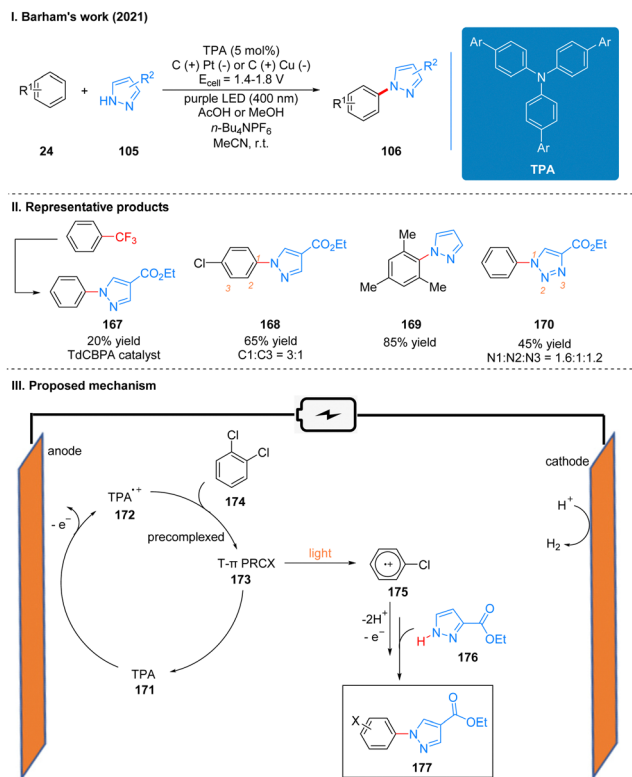 I. Barham's work (2021)
R1
24
+
HN
N
R2
105
TPA (5 mol%)
C (+) Pt (-) or C (+) Cu (-)
Ecell = 1.4-1.8 V
purple LED (400 nm)
AcOH or MeOH
n-Bu4NPF6
MeCN, r.t.
R1
N
N
R2
106
Ar
Ar
N
Ar
TPA
II. Representative products
CF3
N
N
CO2Et
167
20% yield
TdCBPA catalyst
Cl
3
2
1
N
N
CO2Et
168
65% yield
C1:C3 = 3:1
Me
Me
Me
N
N
169
85% yield
1
N
N
2
N
3
CO2Et
170
45% yield
N1:N2:N3 = 1.6:1:1.2
III. Proposed mechanism
anode
cathode
Cl
Cl
174
TPA•+
172
- e–
precomplexed
T-π PRCX
173
light
•+
Cl
175
H+
H2
-2H+
- e–
N
N
H
O
OEt
176
TPA
171
X
N
N
O
OEt
177